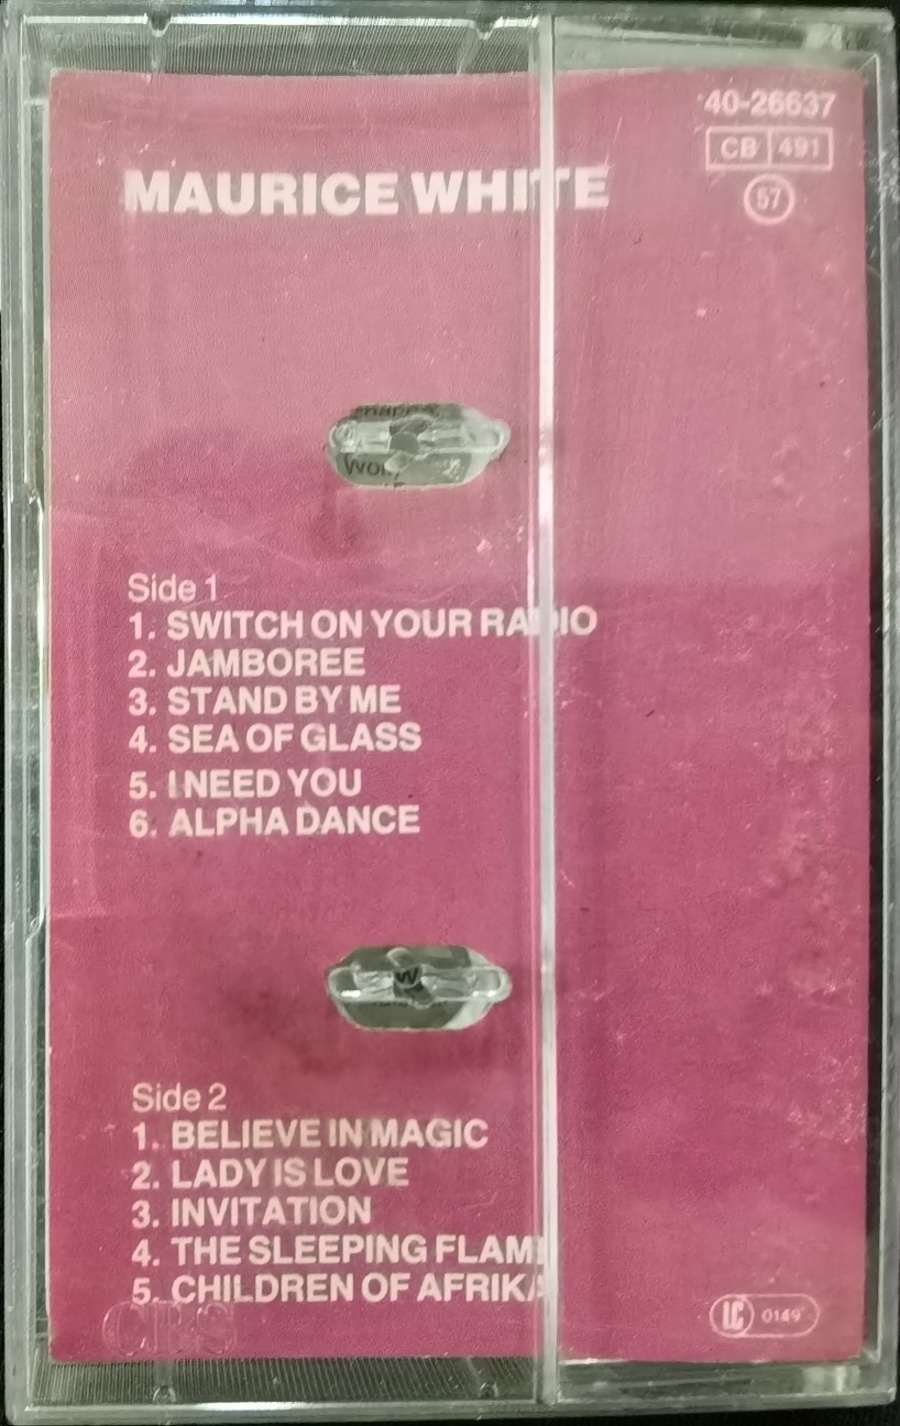 40-26637
CB 491
57
MAURICE WHITE
Side 1
1. SWITCH ON YOUR RADIO
2. JAMBOREE
3. STAND BY ME
4. SEA OF GLASS
5. I NEED YOU
6. ALPHA DANCE
W
Side 2
1. BELIEVE IN MAGIC
2. LADY IS LOVE
3. INVITATION
4. THE SLEEPING FLAME
5. CHILDREN OF AFRIKA
CBS
LC 0149